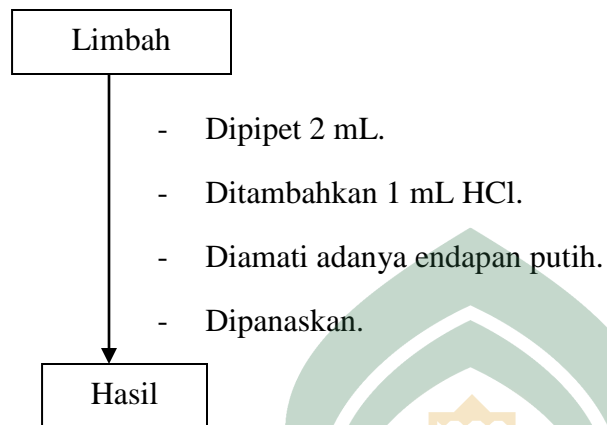 Limbah
- Dipipet 2 mL.
- Ditambahkan 1 mL HCl.
- Diamati adanya endapan putih.
- Dipanaskan.
Hasil